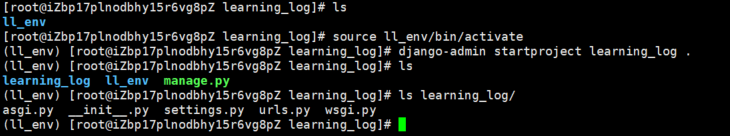 [root@iZbp17plnodbhy15r6vg8pZ learning_log]# ls
ll_env
[root@iZbp17plnodbhy15r6vg8pZ learning_log]# source ll_env/bin/activate
(ll_env) [root@iZbp17plnodbhy15r6vg8pZ learning_log]# django-admin startproject learning_log .
(ll_env) [root@iZbp17plnodbhy15r6vg8pZ learning_log]# ls
learning_log  ll_env  manage.py
(ll_env) [root@iZbp17plnodbhy15r6vg8pZ learning_log]# ls learning_log/
asgi.py  __init__.py  settings.py  urls.py  wsgi.py
(ll_env) [root@iZbp17plnodbhy15r6vg8pZ learning_log]#